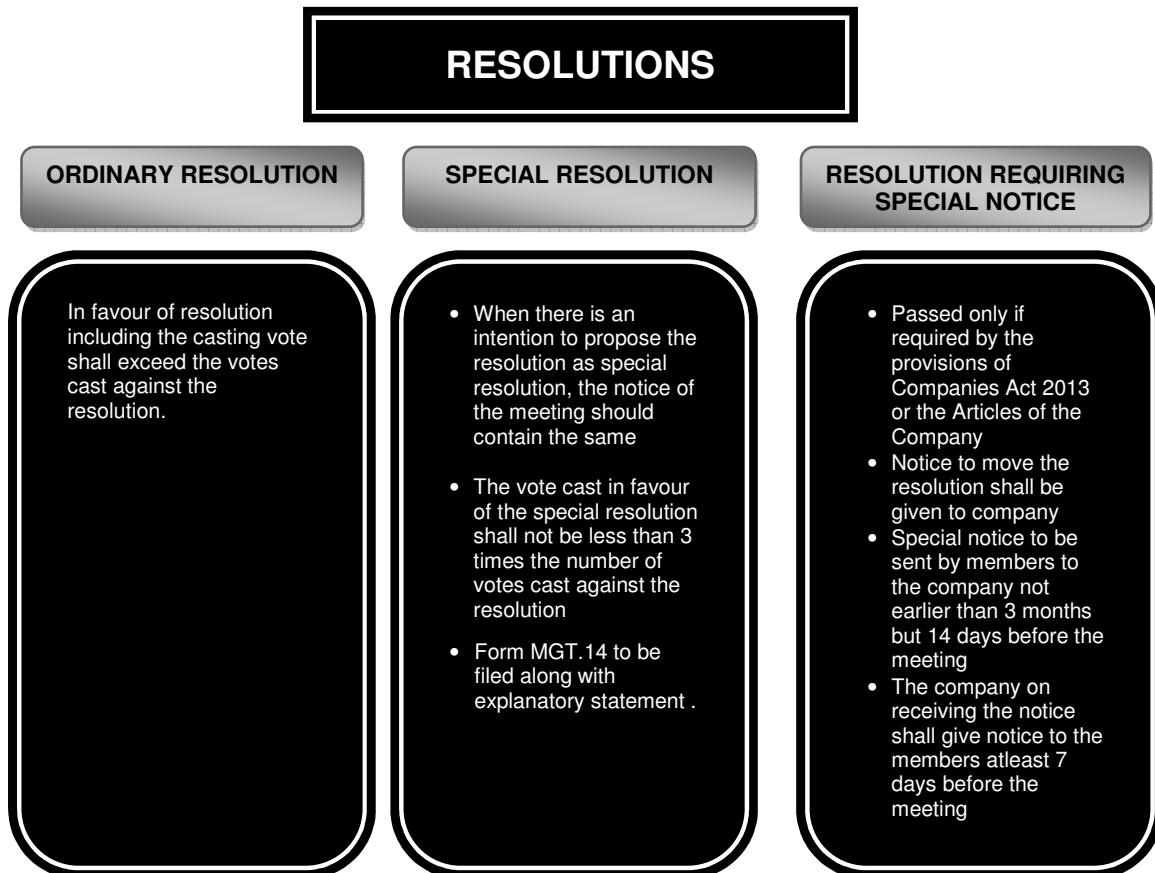 RESOLUTIONS
ORDINARY RESOLUTION
In favour of resolution
including the casting vote
shall exceed the votes
cast against the
resolution.
SPECIAL RESOLUTION
• When there is an
intention to propose the
resolution as special
resolution, the notice of
the meeting should
contain the same
• The vote cast in favour
of the special resolution
shall not be less than 3
times the number of
votes cast against the
resolution
• Form MGT.14 to be
filed along with
explanatory statement .
RESOLUTION REQUIRING
SPECIAL NOTICE
• Passed only if
required by the
provisions of
Companies Act 2013
or the Articles of the
Company
• Notice to move the
resolution shall be
given to company
• Special notice to be
sent by members to
the company not
earlier than 3 months
but 14 days before the
meeting
• The company on
receiving the notice
shall give notice to the
members atleast 7
days before the
meeting